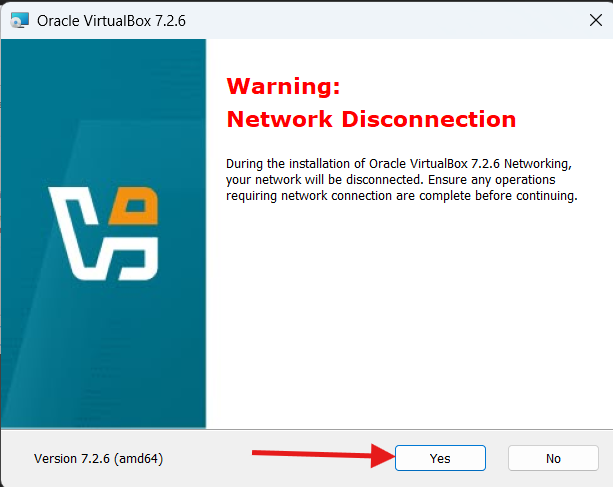 Oracle VirtualBox 7.2.6
Warning:
Network Disconnection
During the installation of Oracle VirtualBox 7.2.6 Networking,
your network will be disconnected. Ensure any operations
requiring network connection are complete before continuing.
Version 7.2.6 (amd64)
Yes
No